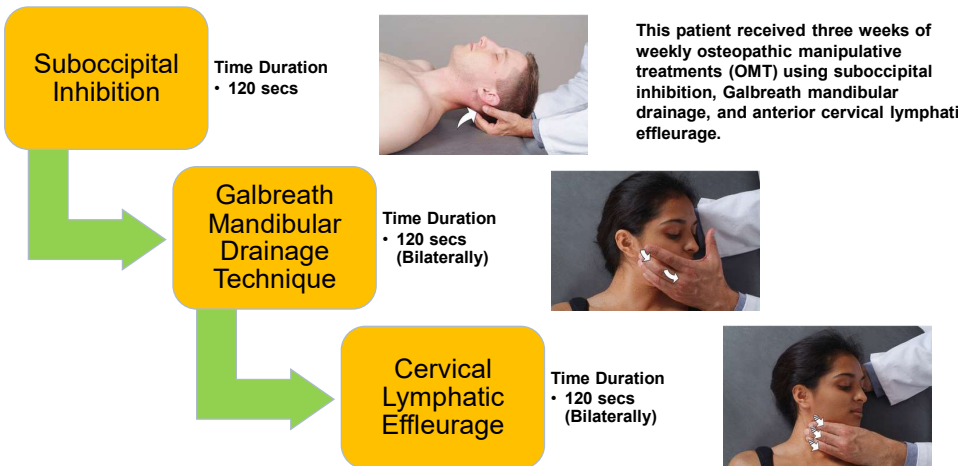 Suboccipital
Inhibition
Time Duration
• 120 secs
This patient received three weeks of
weekly osteopathic manipulative
treatments (OMT) using suboccipital
inhibition, Galbreath mandibular
drainage, and anterior cervical lymphati
effleurage.
Galbreath
Mandibular
Drainage
Technique
Time Duration
• 120 secs
(Bilaterally)
Cervical
Lymphatic
Effleurage
Time Duration
• 120 secs
(Bilaterally)